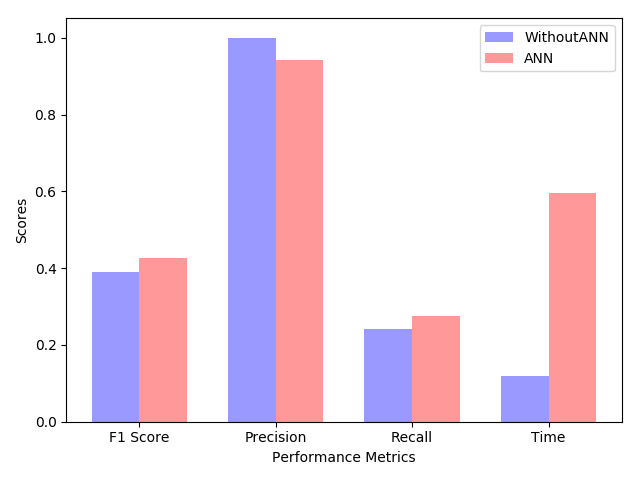 WithoutANN
ANN
1.0
0.8
0.6
0.4
0.2
0.0
Scores
F1 Score
Precision
Recall
Time
Performance Metrics